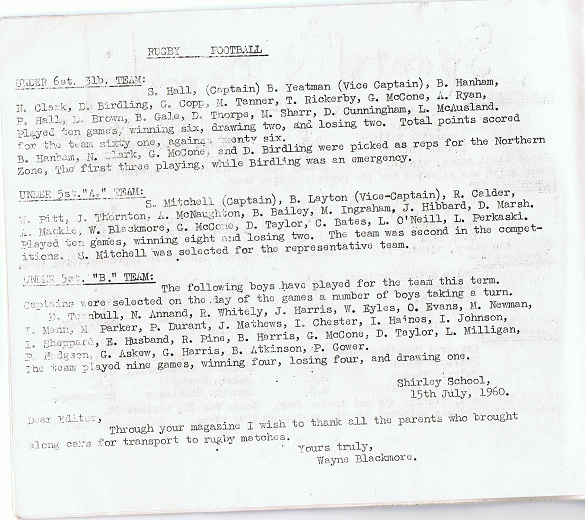 RUGBY FOOTBALL
UNDER 6st. 3lb. TEAM:
S. Hall, (Captain) B. Yeatman (Vice Captain), B. Hanham,
N. Clark, D. Birdling, G. Copp, M. Tanner, T. Rickerby, G. McCone, A. Ryan,
P. Hall, D. Brown, B. Gale, D. Thorpe, M. Sharr, D. Cunningham, L. McAusland.
Played ten games, winning six, drawing two, and losing two. Total points scored
for the team sixty one, against twenty six.
B. Hanham, N. Clark, G. McCone, and D. Birdling were picked as reps for the Northern
Zone, The first three playing, while Birdling was an emergency.
UNDER 5st."A." TEAM:
S. Mitchell (Captain), B. Layton (Vice-Captain), R. Calder,
Pitt, J. Thornton, A. McNaughton, B. Bailey, M. Ingraham, J. Hibbard, D. Marsh.
A. Mackie, W. Blackmore, G. McCone, D. Taylor, C. Bates, L. O'Neill, L. Perkaski.
Played ten games, winning eight and losing two. The team was second in the compet-
itions. S. Mitchell was selected for the representative team.
UNDER 5st. "B." TEAM:
The following boys have played for the team this term.
Captains were selected on the day of the games a number of boys taking a turn.
Turnbull, N. Annand, R. Whitely, J. Harris, W. Eyles, O. Evans, M. Newman,
Mann, M. Parker, P. Durant, J. Mathews, I. Chester, I. Haines, I. Johnson,
Sheppard, E. Husband, R. Pine, B. Harris, G. McCone, D. Taylor, L. Milligan,
P. Hodgson, G. Askew, G. Harris, B. Atkinson, P. Gower.
The team played nine games, winning four, losing four, and drawing one.
Shirley School,
15th July, 1960.
Dear Editor,
Through your magazine I wish to thank all the parents who brought
along cars for transport to rugby matches.
Yours truly,
Wayne Blackmore.